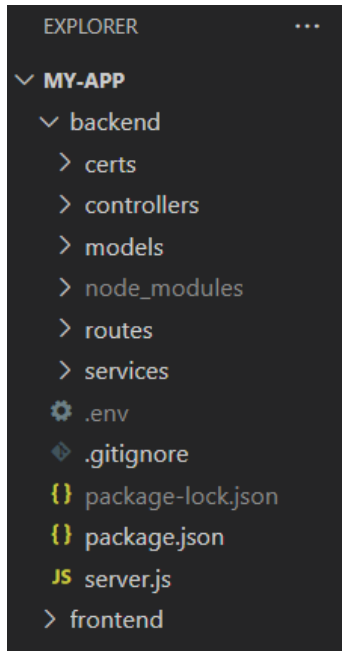 EXPLORER ...
MY-APP
backend
certs
controllers
models
node_modules
routes
services
.env
.gitignore
{} package-lock.json
{} package.json
JS server.js
frontend